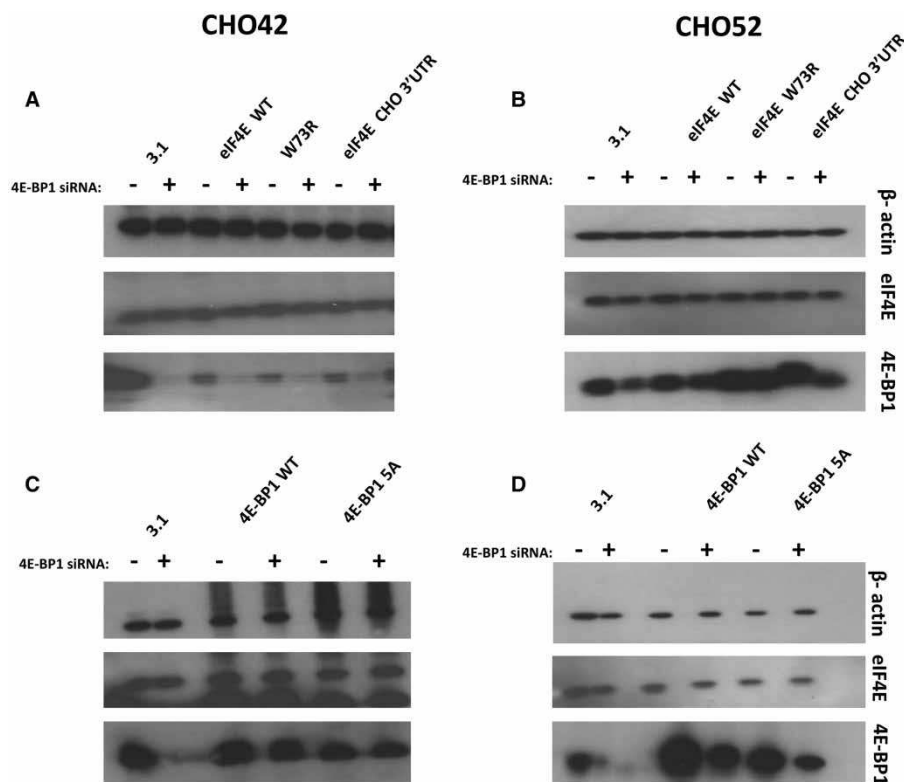 CHO42
CHO52
A
3.1
eIF4E WT
W73R
eIF4E CHO 3'UTR
4E-BP1 siRNA: - + - + - + - +
B
3.1
eIF4E WT
eIF4E W73R
eIF4E CHO 3'UTR
4E-BP1 siRNA: - + - + - + - +
β- actin
eIF4E
4E-BP1
C
3.1
4E-BP1 WT
4E-BP1 5A
4E-BP1 siRNA: - + - + - +
D
3.1
4E-BP1 WT
4E-BP1 5A
4E-BP1 siRNA: - + - + - +
β- actin
eIF4E
4E-BP1